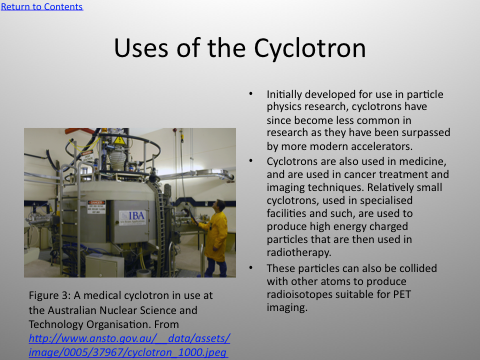 Return to Contents
Uses of the Cyclotron
• Initially developed for use in particle
physics research, cyclotrons have
since become less common in
research as they have been surpassed
by more modern accelerators.
• Cyclotrons are also used in medicine,
and are used in cancer treatment and
imaging techniques. Relatively small
cyclotrons, used in specialised
facilities and such, are used to
produce high energy charged
particles that are then used in
radiotherapy.
• These particles can also be collided
with other atoms to produce
radioisotopes suitable for PET
imaging.
IBA
Figure 3: A medical cyclotron in use at
the Australian Nuclear Science and
Technology Organisation. From
http://www.ansto.gov.au/__data/assets/
image/0005/37967/cyclotron_1000.jpeg